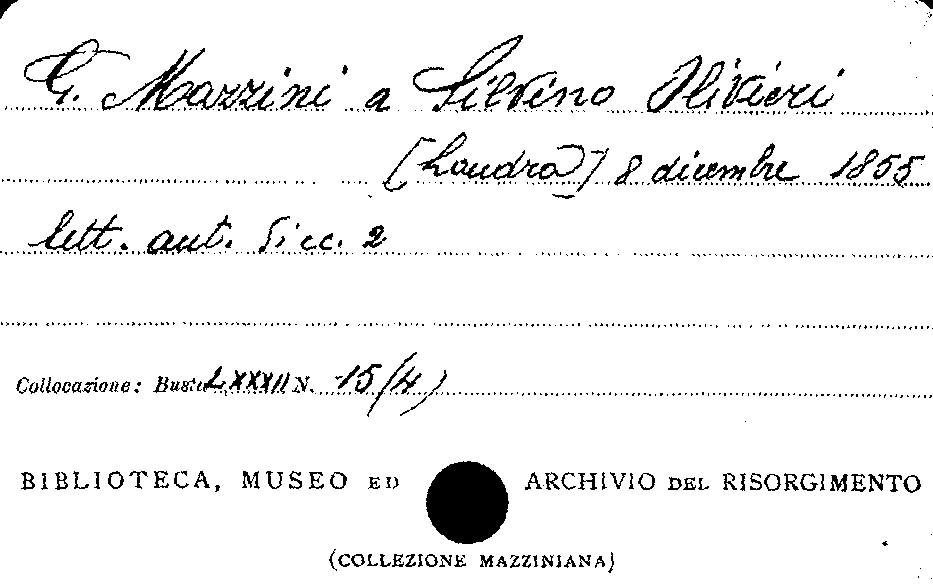 G. Mazzini a Silvino Olivieri
[Londra] 8 dicembre 1855
lett. aut. di cc. 2
Collocazione: Busta LXXXII N. 15/(4)
BIBLIOTECA, MUSEO ED ARCHIVIO DEL RISORGIMENTO
(COLLEZIONE MAZZINIANA)